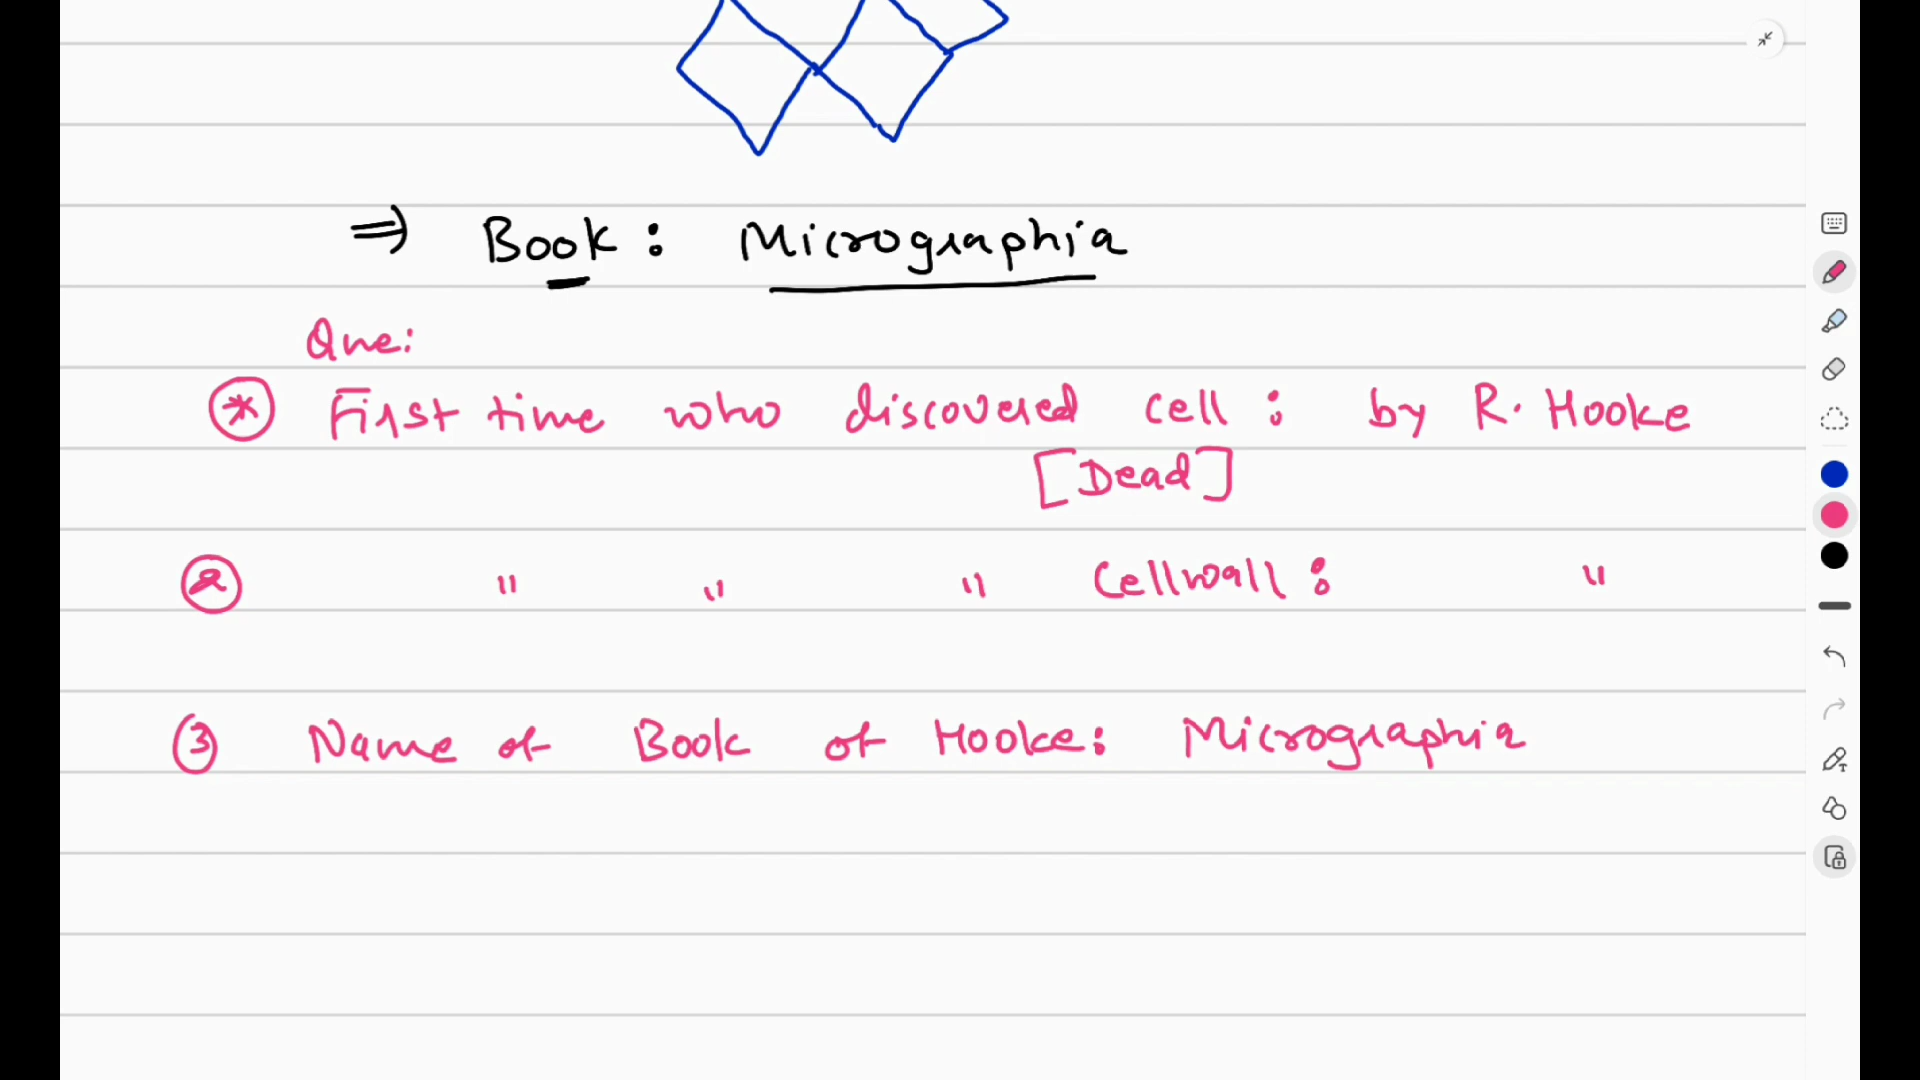 ⇒ Book : Micrographia
Que:
* First time who discovered cell : by R. Hooke
[Dead]
2 " " " Cellwall : "
3 Name of Book of Hooke: Micrographia